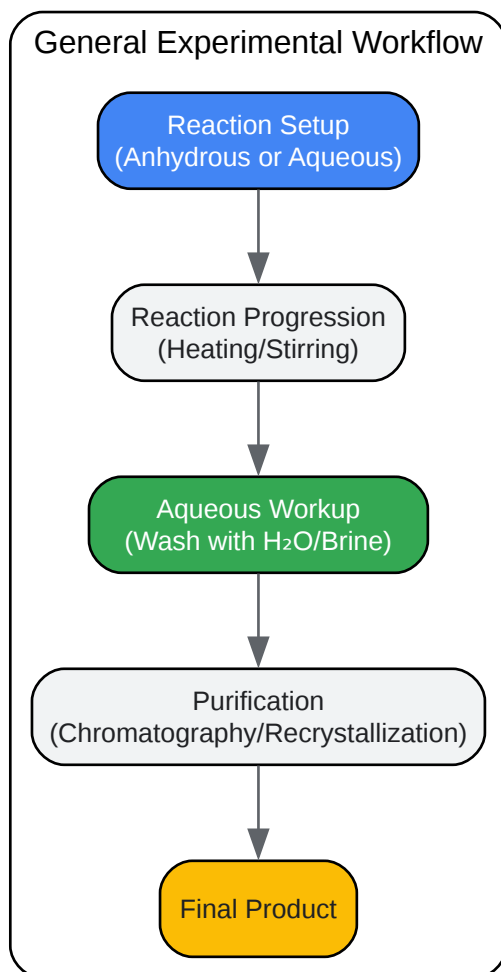 General Experimental Workflow
Reaction Setup
(Anhydrous or Aqueous)
Reaction Progression
(Heating/Stirring)
Aqueous Workup
(Wash with H₂O/Brine)
Purification
(Chromatography/Recrystallization)
Final Product